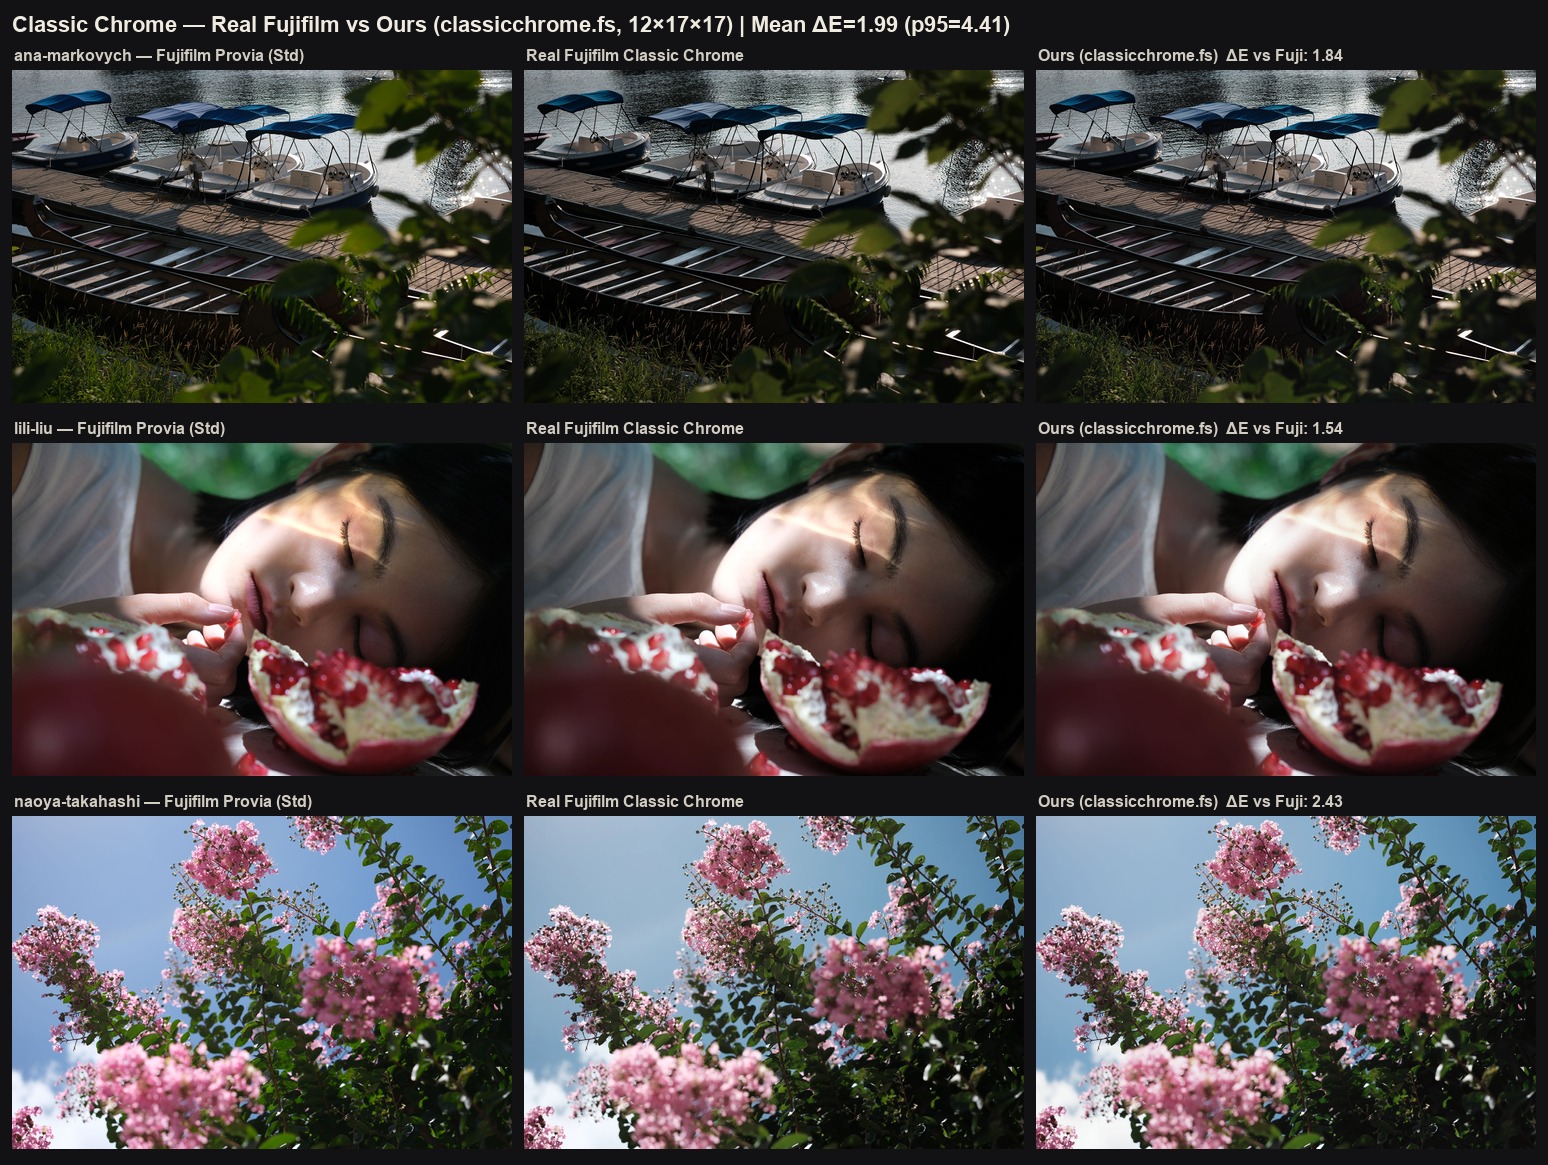 Classic Chrome — Real Fujifilm vs Ours (classicchrome.fs, 12×17×17) | Mean ΔE=1.99 (p95=4.41)
ana-markovych — Fujifilm Provia (Std)
Real Fujifilm Classic Chrome
Ours (classicchrome.fs)  ΔE vs Fuji: 1.84
lili-liu — Fujifilm Provia (Std)
Real Fujifilm Classic Chrome
Ours (classicchrome.fs)  ΔE vs Fuji: 1.54
naoya-takahashi — Fujifilm Provia (Std)
Real Fujifilm Classic Chrome
Ours (classicchrome.fs)  ΔE vs Fuji: 2.43